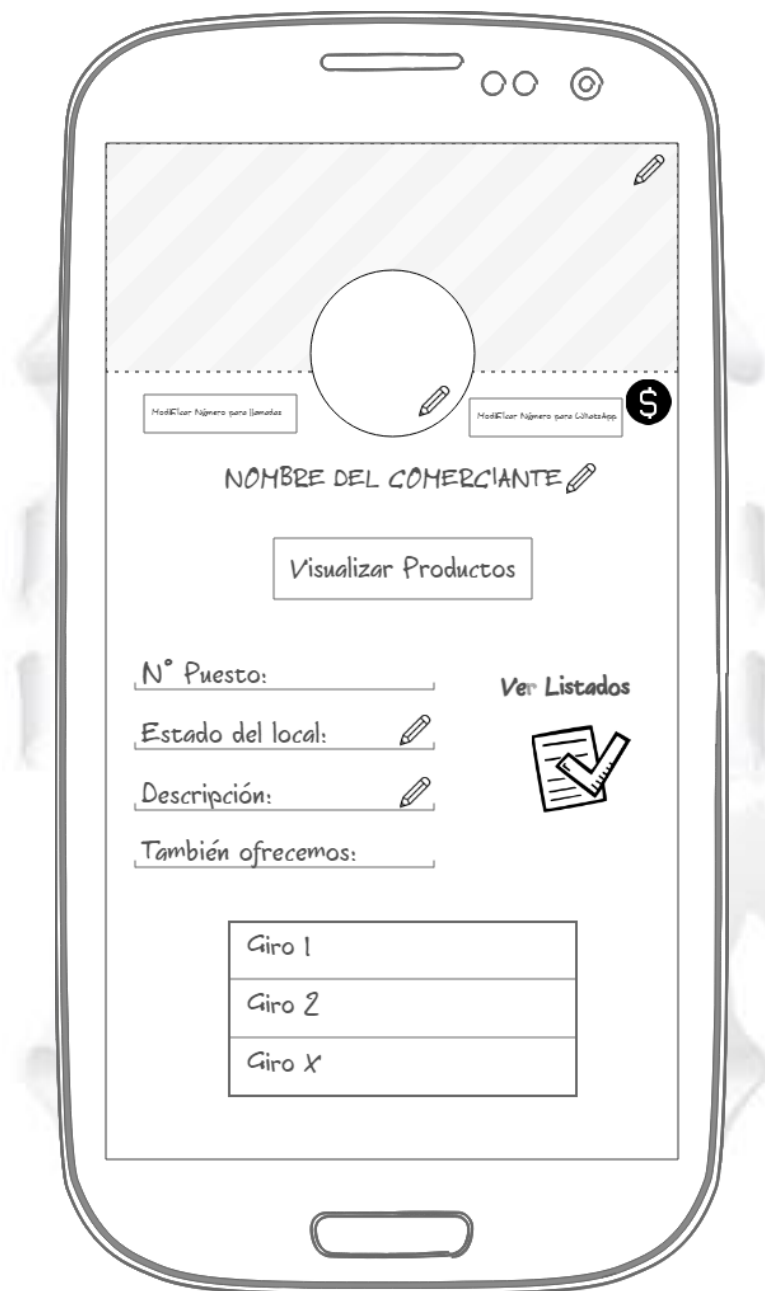 Modificar Número para llamadas
Modificar Número para WhatsApp
$
NOMBRE DEL COMERCIANTE
Visualizar Productos
N° Puesto:
Ver Listados
Estado del local:
Descripción:
También ofrecemos:
Giro 1
Giro 2
Giro X